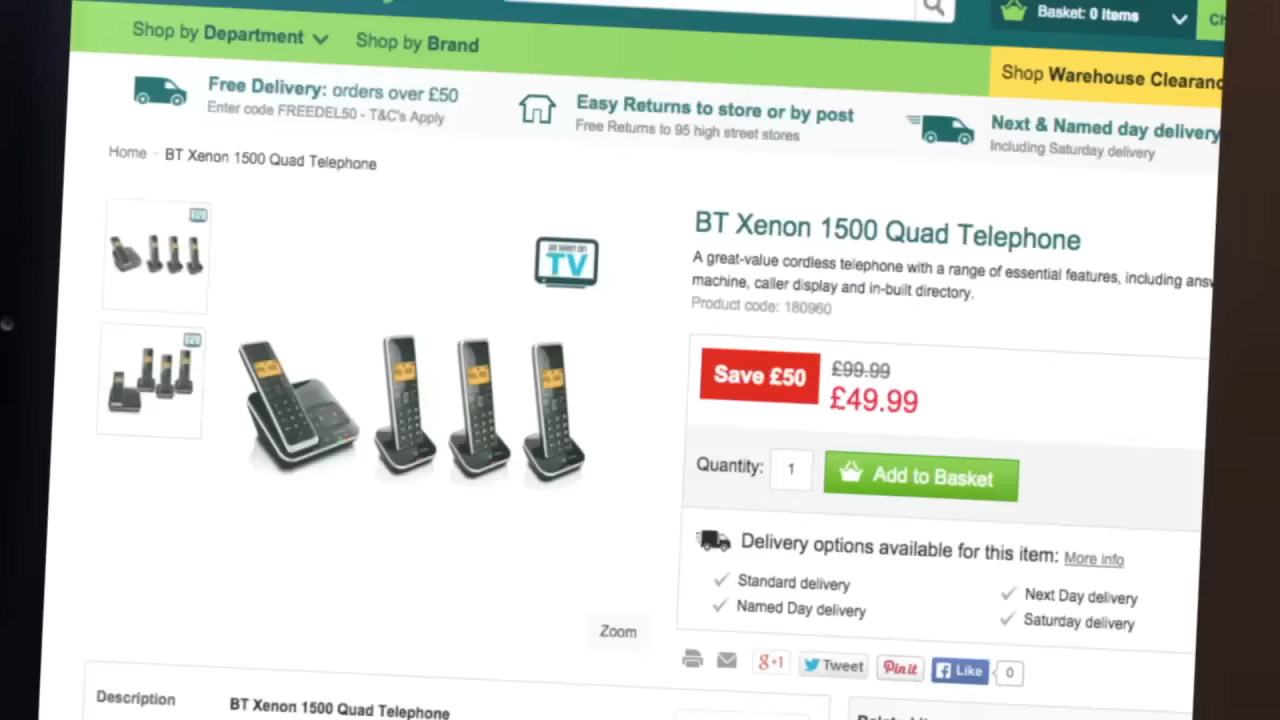 Basket: 0 Items
Shop by Department
Shop by Brand
Shop Warehouse
Free Delivery: orders over £50
Enter code FREEDEL50 - T&C's Apply
Easy Returns to store or by post
Free Returns to 95 high street stores
Next & Named day delivery
Including Saturday delivery
Home - BT Xenon 1500 Quad Telephone
TV
BT Xenon 1500 Quad Telephone
A great-value cordless telephone with a range of essential features, including
machine, caller display and in-built directory.
Product code: 180960
Save £50
£99.99
£49.99
Quantity: 1
Add to Basket
Delivery options available for this item: More info
Standard delivery
Next Day delivery
Named Day delivery
Saturday delivery
Zoom
g+1
Tweet
Pin it
f Like
0
Description
BT Xenon 1500 Quad Telephone